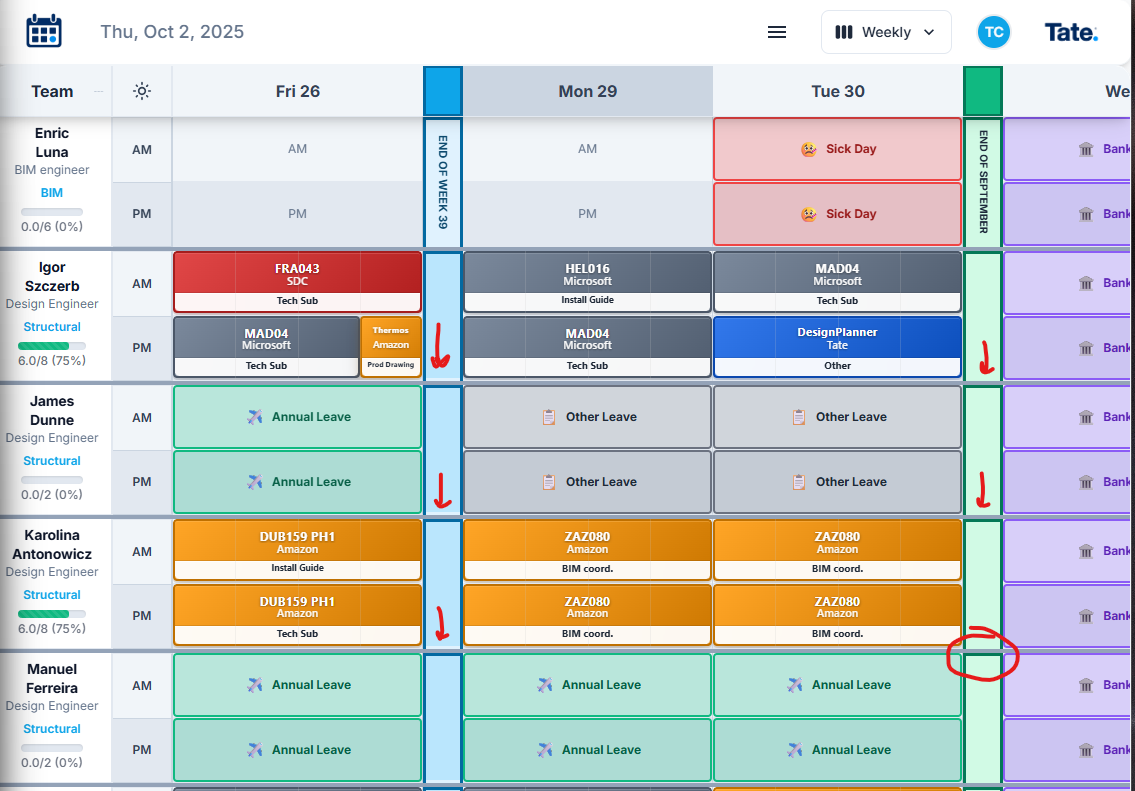 Thu, Oct 2, 2025
Weekly
TC
Tate.
Team
Fri 26
Mon 29
Tue 30
We
Enric
Luna
BIM engineer
BIM
0.0/6 (0%)
AM
PM
AM
PM
END OF WEEK 39
AM
PM
Sick Day
Sick Day
END OF SEPTEMBER
Bank
Bank
Igor
Szczerb
Design Engineer
Structural
6.0/8 (75%)
AM
PM
FRA043
SDC
Tech Sub
MAD04
Microsoft
Tech Sub
Thermos
Amazon
Prod Drawing
HEL016
Microsoft
Install Guide
MAD04
Microsoft
Tech Sub
MAD04
Microsoft
Tech Sub
DesignPlanner
Tate
Other
Bank
Bank
James
Dunne
Design Engineer
Structural
0.0/2 (0%)
AM
PM
Annual Leave
Annual Leave
Other Leave
Other Leave
Other Leave
Other Leave
Bank
Bank
Karolina
Antonowicz
Design Engineer
Structural
6.0/8 (75%)
AM
PM
DUB159 PH1
Amazon
Install Guide
DUB159 PH1
Amazon
Tech Sub
ZAZ080
Amazon
BIM coord.
ZAZ080
Amazon
BIM coord.
ZAZ080
Amazon
BIM coord.
ZAZ080
Amazon
BIM coord.
Bank
Bank
Manuel
Ferreira
Design Engineer
Structural
0.0/2 (0%)
AM
PM
Annual Leave
Annual Leave
Annual Leave
Annual Leave
Annual Leave
Annual Leave
Bank
Bank